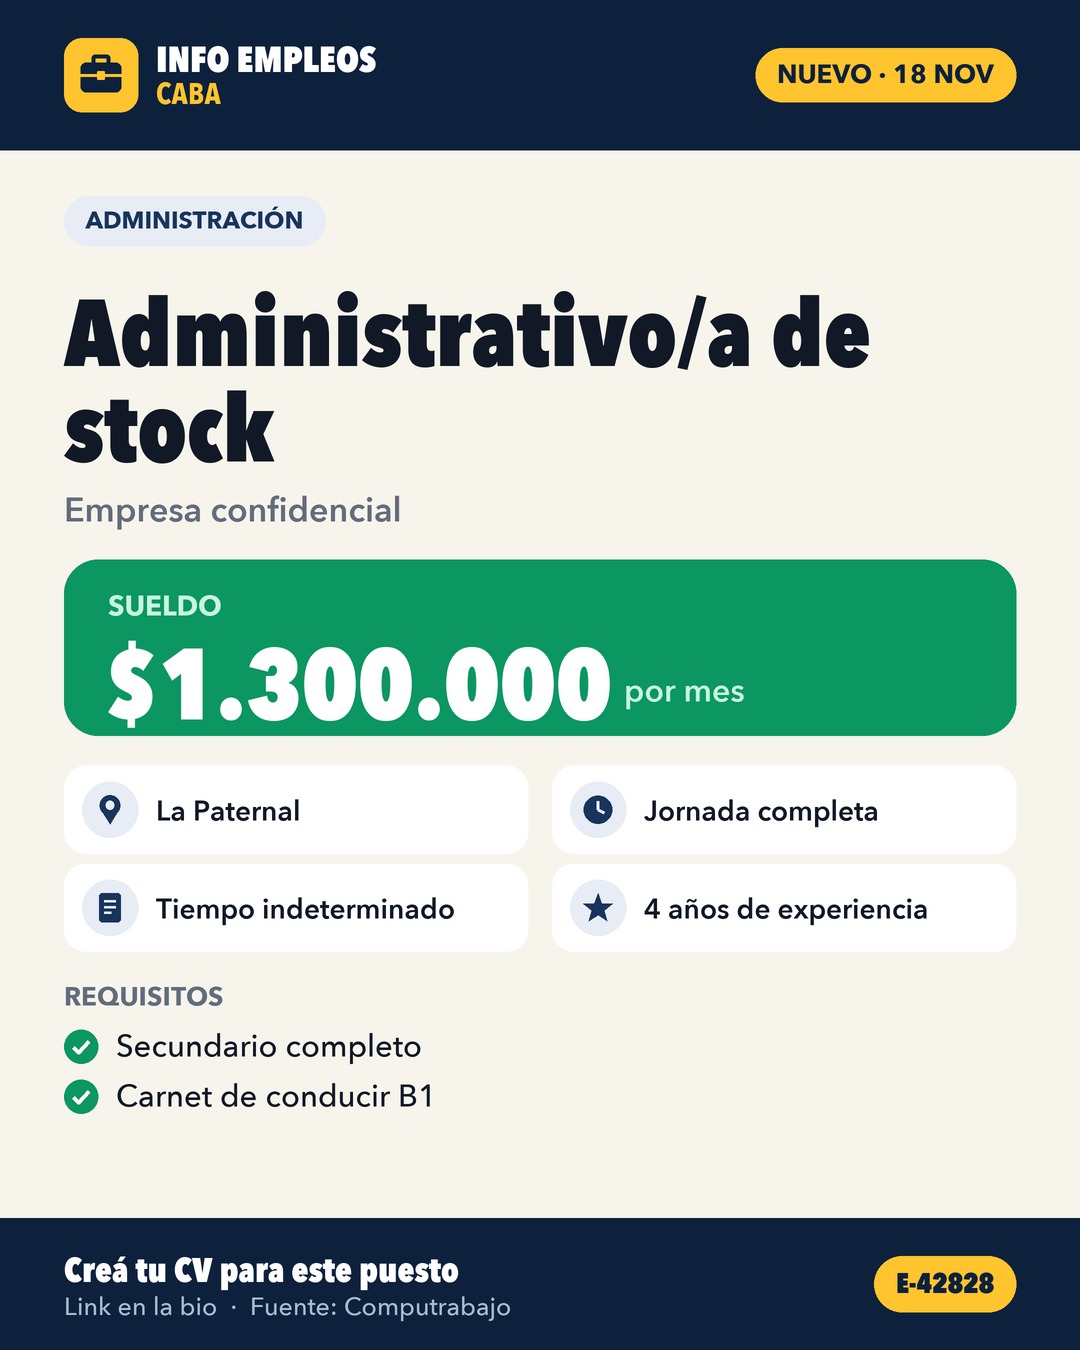 INFO EMPLEOS
CABA
NUEVO · 18 NOV
ADMINISTRACIÓN
Administrativo/a de
stock
Empresa confidencial
SUELDO
$1.300.000 por mes
La Paternal
Jornada completa
Tiempo indeterminado
4 años de experiencia
REQUISITOS
Secundario completo
Carnet de conducir B1
Creá tu CV para este puesto
Link en la bio · Fuente: Computrabajo
E-42828